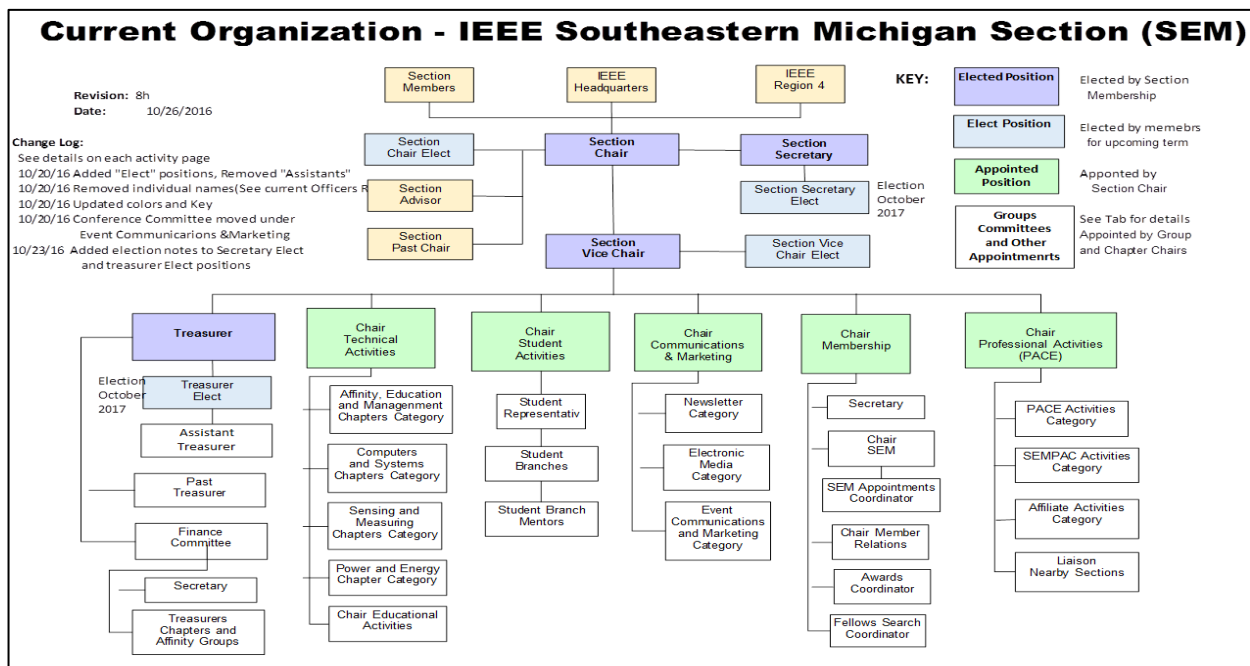 Current Organization - IEEE Southeastern Michigan Section (SEM)
Revision: 8h
Date: 10/26/2016
Change Log:
See details on each activity page
10/20/16 Added "Elect" positions, Removed "Assistants"
10/20/16 Removed individual names(See current Officers R
10/20/16 Updated colors and Key
10/20/16 Conference Committee moved under
Event Communicarions &Marketing
10/23/16 Added election notes to Secretary Elect
and treasurer Elect positions
Section
Members
IEEE
Headquarters
IEEE
Region 4
Section
Chair Elect
Section
Chair
Section
Secretary
Section
Advisor
Section Secretary
Elect
Election
October
2017
Section
Past Chair
Section
Vice Chair
Section Vice
Chair Elect
KEY:
Elected Position
Elected by Section
Membership
Elect Position
Elected by memebrs
for upcoming term
Appointed
Position
Apponted by
Section Chair
Groups
Committees
and Other
Appointmenrts
See Tab for details
Appointed by Group
and Chapter Chairs
Treasurer
Election
October
2017
Treasurer
Elect
Assistant
Treasurer
Past
Treasurer
Finance
Committee
Secretary
Treasurers
Chapters and
Affinity Groups
Chair
Technical
Activities
Affinity, Education
and Management
Chapters Category
Computers
and Systems
Chapters Category
Sensing and
Measuring
Chapters Category
Power and Energy
Chapter Category
Chair Educational
Activities
Chair
Student
Activities
Student
Representativ
Student
Branches
Student Branch
Mentors
Chair
Communications
& Marketing
Newsletter
Category
Electronic
Media
Category
Event
Communications
and Marketing
Category
Chair
Membership
Secretary
Chair
SEM
SEM Appointments
Coordinator
Chair Member
Relations
Awards
Coordinator
Fellows Search
Coordinator
Chair
Professional Activities
(PACE)
PACE Activities
Category
SEMPAC Activities
Category
Affiliate Activities
Category
Liaison
Nearby Sections